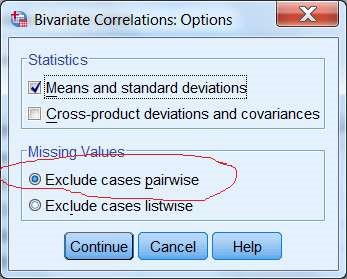 Bivariate Correlations: Options
Statistics
Means and standard deviations
Cross-product deviations and covariances
Missing Values
Exclude cases pairwise
Exclude cases listwise
Continue Cancel Help